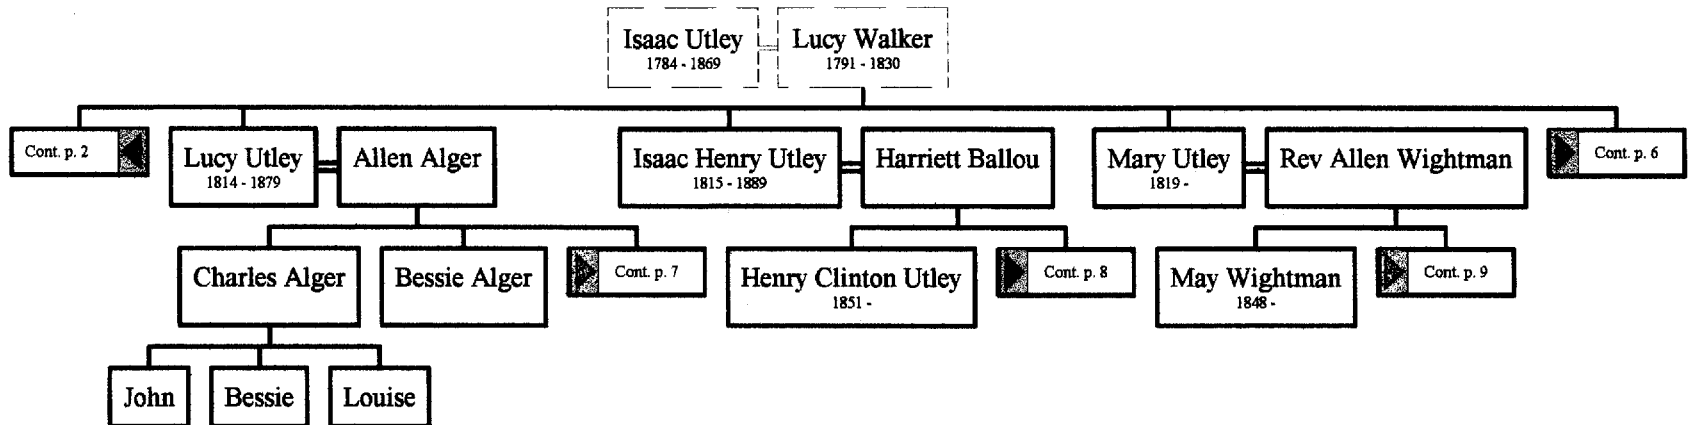 Isaac Utley
1784 - 1869
Lucy Walker
1791 - 1830
Cont. p. 2
Lucy Utley
1814 - 1879
Allen Alger
Isaac Henry Utley
1815 - 1889
Harriett Ballou
Mary Utley
1819 -
Rev Allen Wightman
Cont. p. 6
Charles Alger
Bessie Alger
Cont. p. 7
Henry Clinton Utley
1851 -
Cont. p. 8
May Wightman
1848 -
Cont. p. 9
John
Bessie
Louise